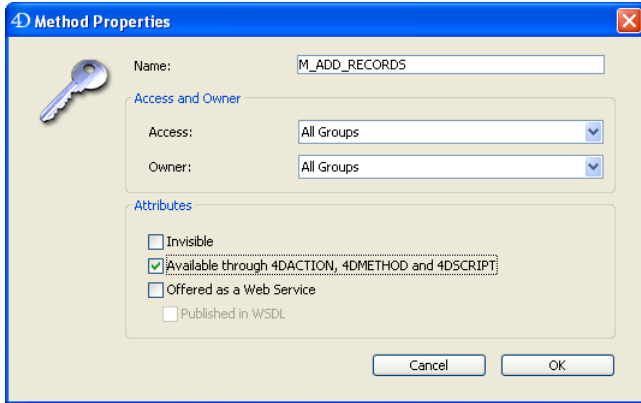 4D Method Properties
Name: M_ADD_RECORDS
Access and Owner
Access: All Groups
Owner: All Groups
Attributes
Invisible
Available through 4DACTION, 4DMETHOD and 4DSCRIPT
Offered as a Web Service
Published in WSDL
Cancel OK